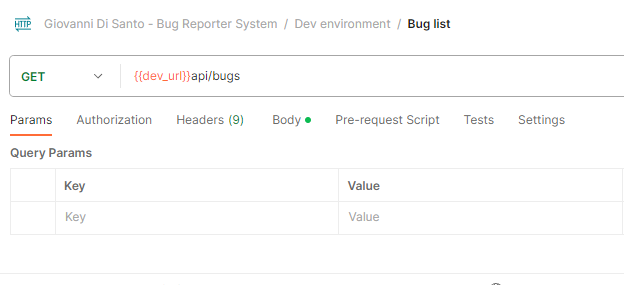 HTTP Giovanni Di Santo - Bug Reporter System / Dev environment / Bug list
GET {{dev_url}}api/bugs
Params Authorization Headers (9) Body Pre-request Script Tests Settings
Query Params
Key Value
Key Value